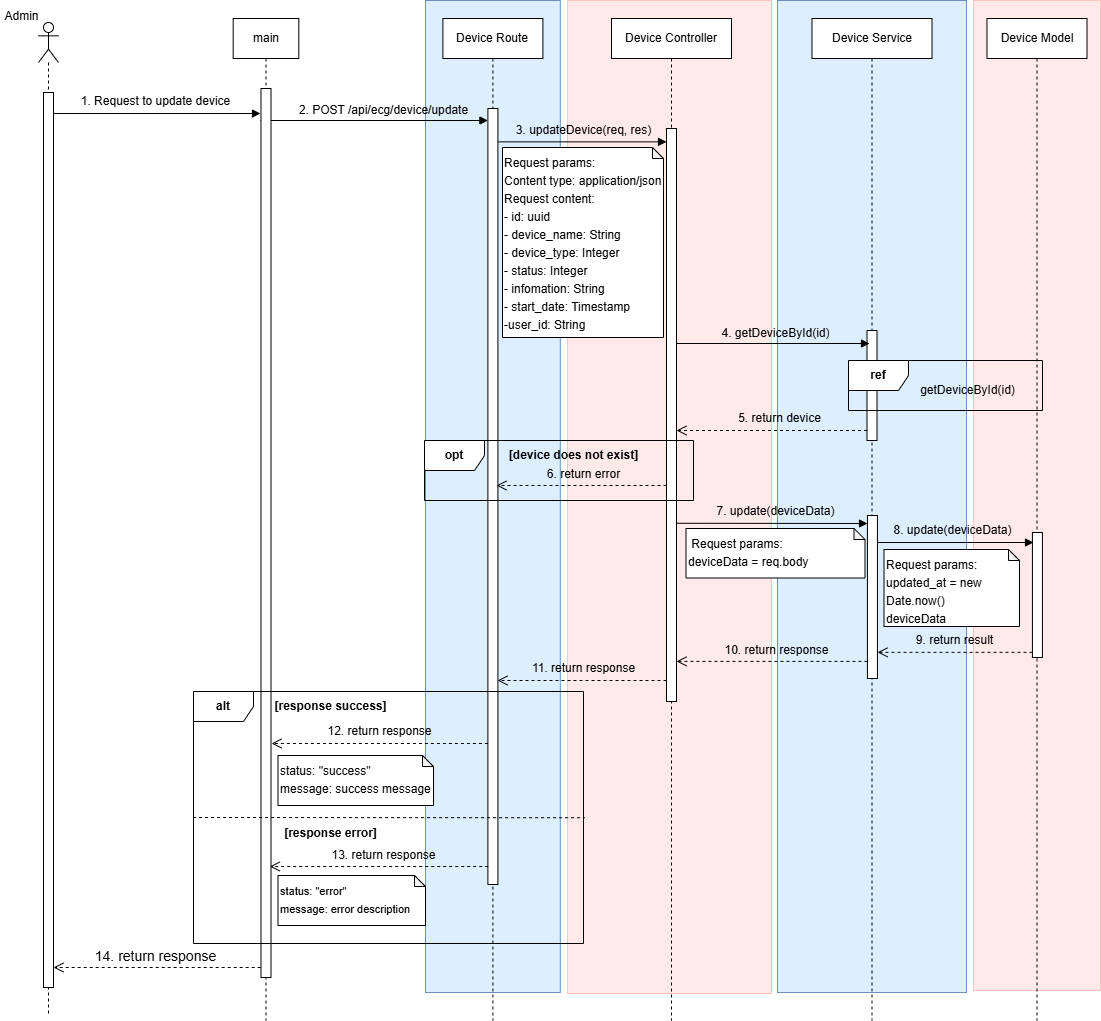 Admin
main
Device Route
Device Controller
Device Service
Device Model
1. Request to update device
2. POST /api/ecg/device/update
3. updateDevice(req, res)
Request params:
Content type: application/json
Request content:
- id: uuid
- device_name: String
- device_type: Integer
- status: Integer
- infomation: String
- start_date: Timestamp
-user_id: String
4. getDeviceById(id)
ref
getDeviceById(id)
5. return device
opt
[device does not exist]
6. return error
7. update(deviceData)
Request params:
deviceData = req.body
8. update(deviceData)
Request params:
updated_at = new
Date.now()
deviceData
9. return result
10. return response
11. return response
alt
[response success]
12. return response
status: "success"
message: success message
[response error]
13. return response
status: "error"
message: error description
14. return response